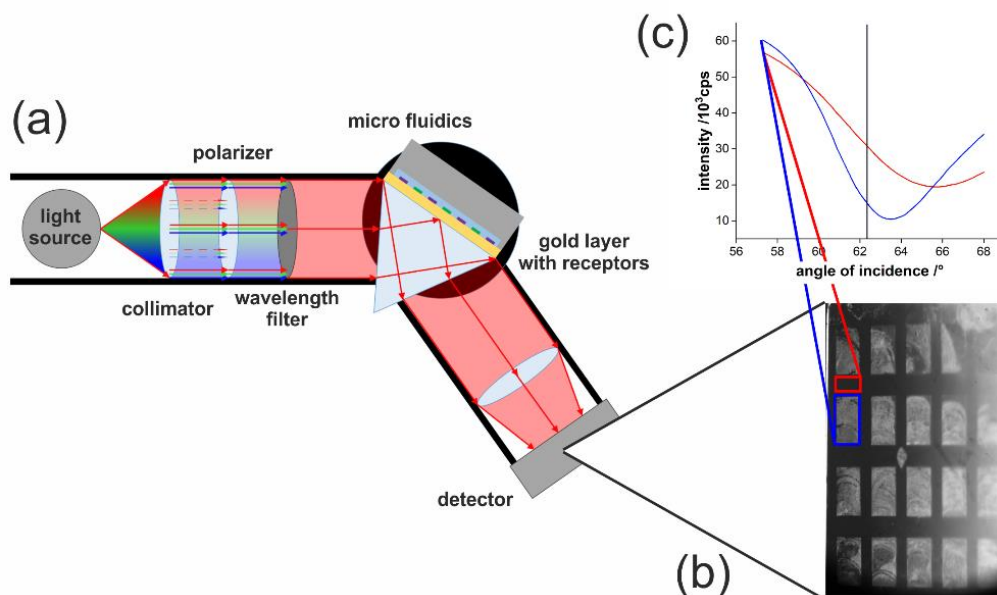 (a)
light
source
collimator
polarizer
wavelength
filter
micro fluidics
gold layer
with receptors
detector
(b)
(c)
intensity /10³cps
60
50
40
30
20
10
56 58 60 62 64 66 68
angle of incidence /°